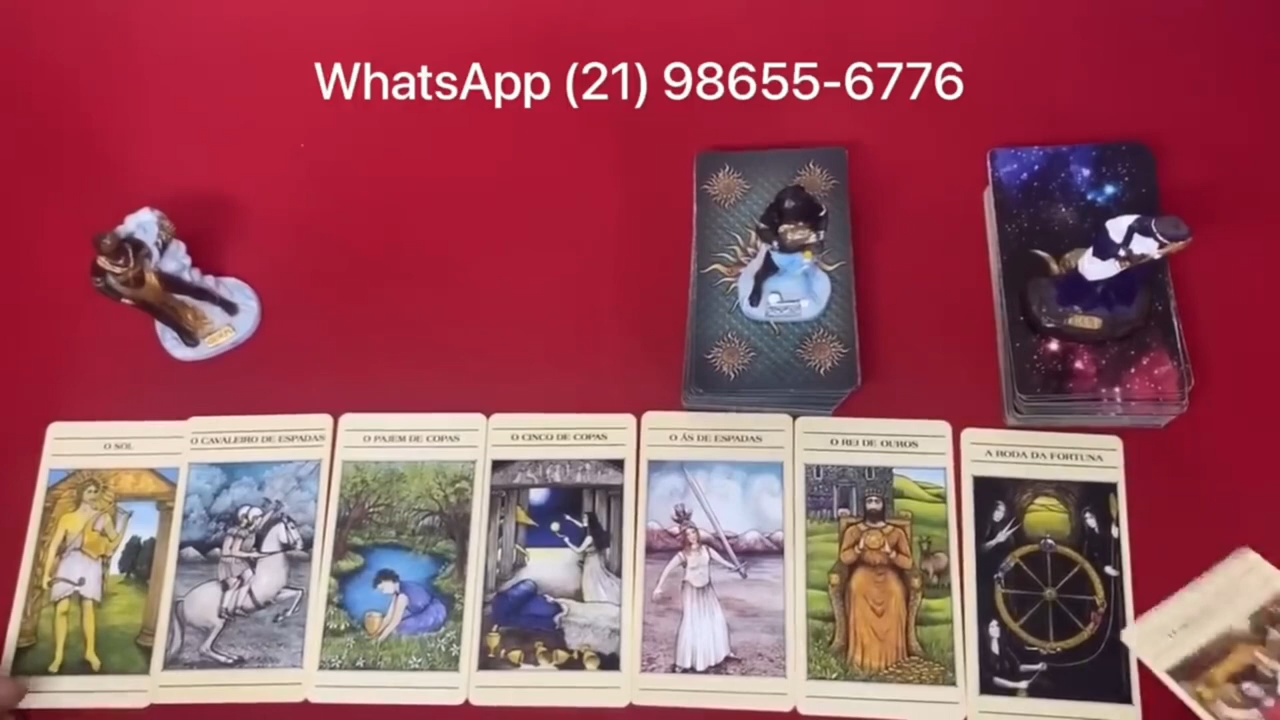 WhatsApp (21) 98655-6776
O SOL
O CAVALEIRO DE ESPADAS
O PAJEM DE COPAS
O CINCO DE COPAS
O ÁS DE ESPADAS
O REI DE OUROS
A RODA DA FORTUNA